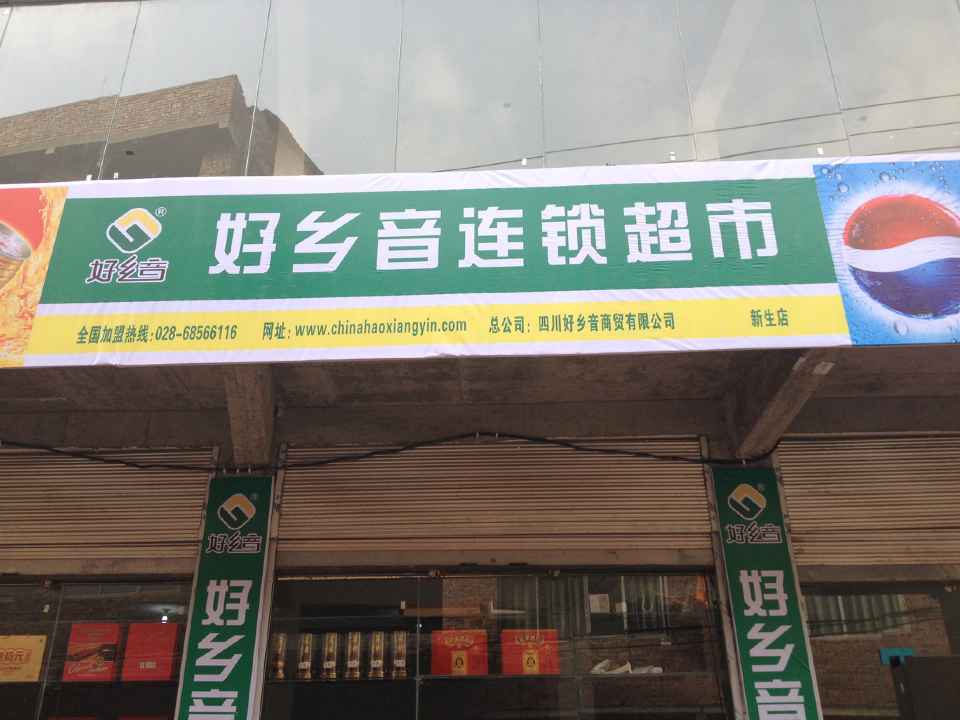 好乡音连锁超市
®
好乡音
全国加盟热线:028-68566116 网址:www.chinahaoxiangyin.com 总公司:四川好乡音商贸有限公司 新生店
好乡音
好乡音
好乡音
好乡音